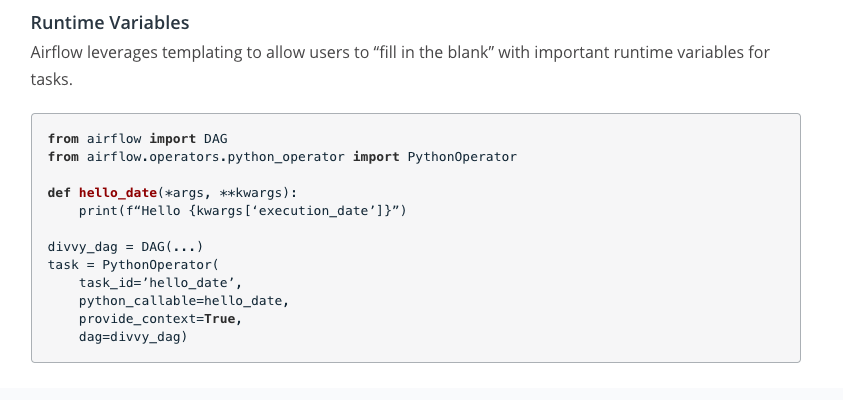 Runtime Variables
Airflow leverages templating to allow users to “fill in the blank” with important runtime variables for
tasks.
from airflow import DAG
from airflow.operators.python_operator import PythonOperator
def hello_date(*args, **kwargs):
    print(f“Hello {kwargs[‘execution_date’]}”)
divvy_dag = DAG(...)
task = PythonOperator(
    task_id=’hello_date’,
    python_callable=hello_date,
    provide_context=True,
    dag=divvy_dag)